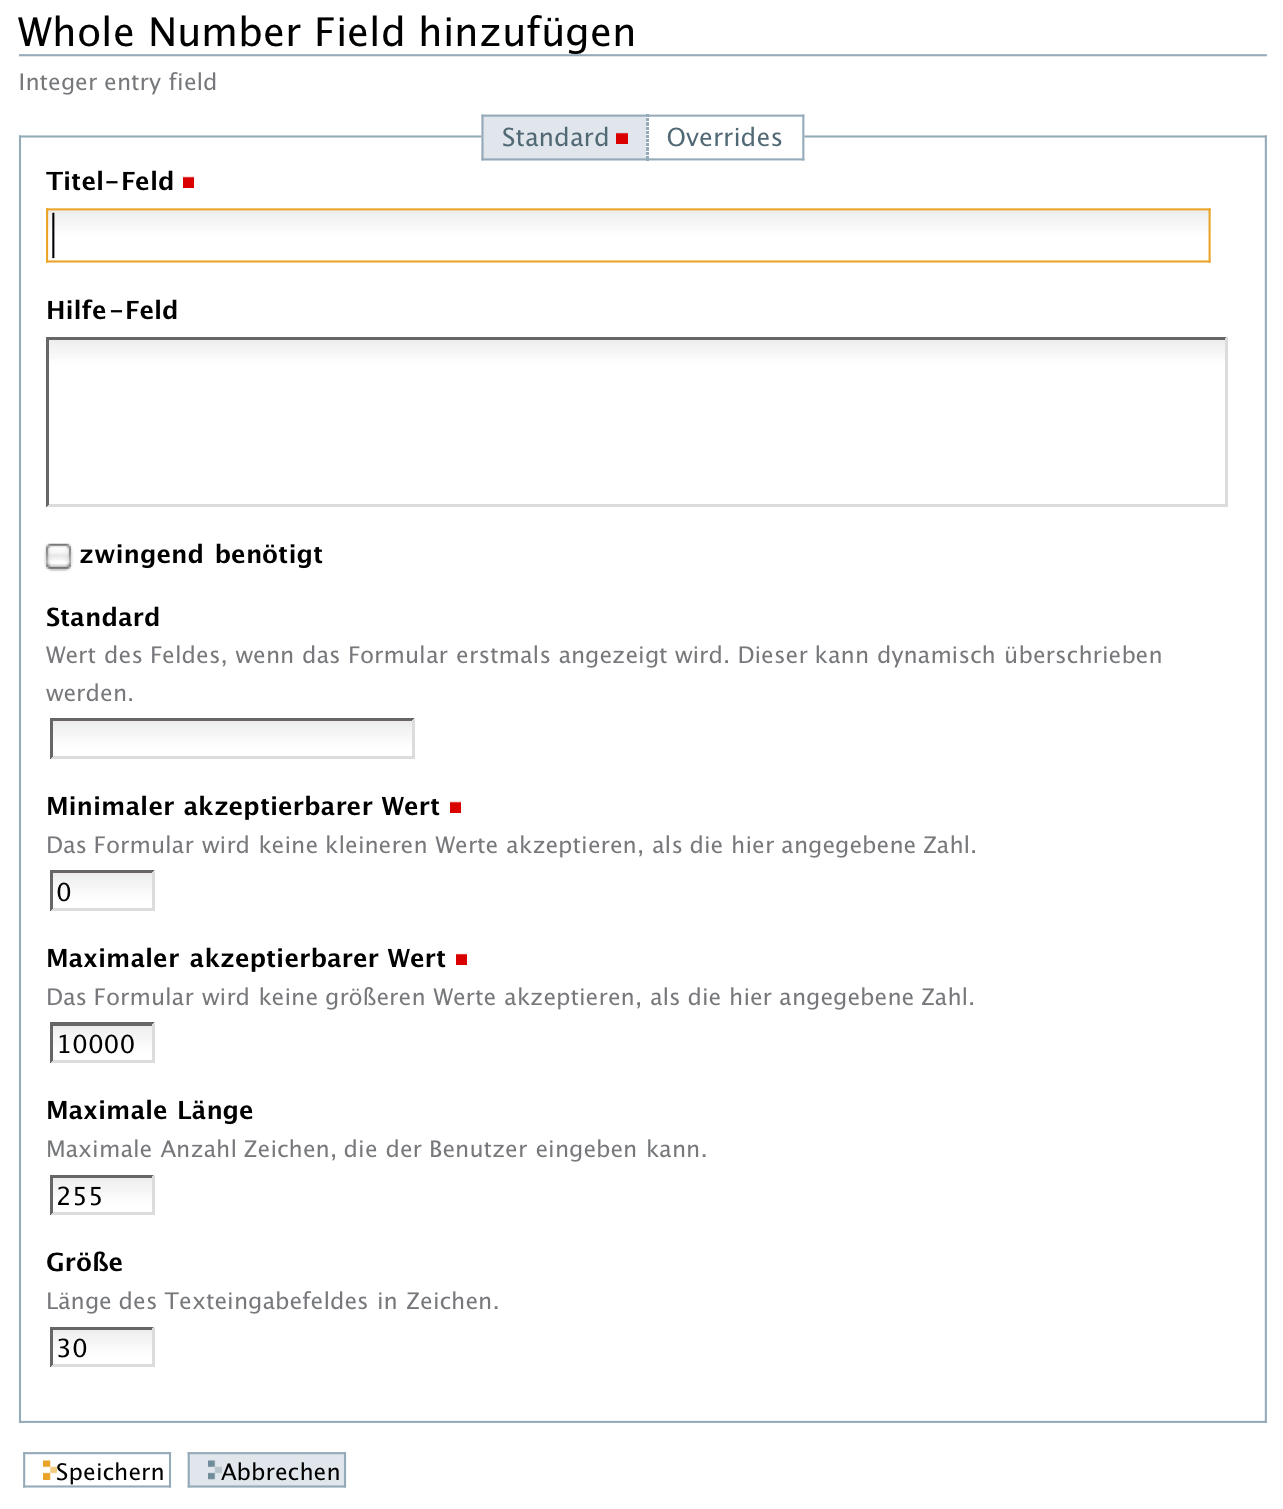 Whole Number Field hinzufügen
Integer entry field
Standard Overrides
Titel-Feld
Hilfe-Feld
zwingend benötigt
Standard
Wert des Feldes, wenn das Formular erstmals angezeigt wird. Dieser kann dynamisch überschrieben
werden.
Minimaler akzeptierbarer Wert
Das Formular wird keine kleineren Werte akzeptieren, als die hier angegebene Zahl.
0
Maximaler akzeptierbarer Wert
Das Formular wird keine größeren Werte akzeptieren, als die hier angegebene Zahl.
10000
Maximale Länge
Maximale Anzahl Zeichen, die der Benutzer eingeben kann.
255
Größe
Länge des Texteingabefeldes in Zeichen.
30
Speichern Abbrechen